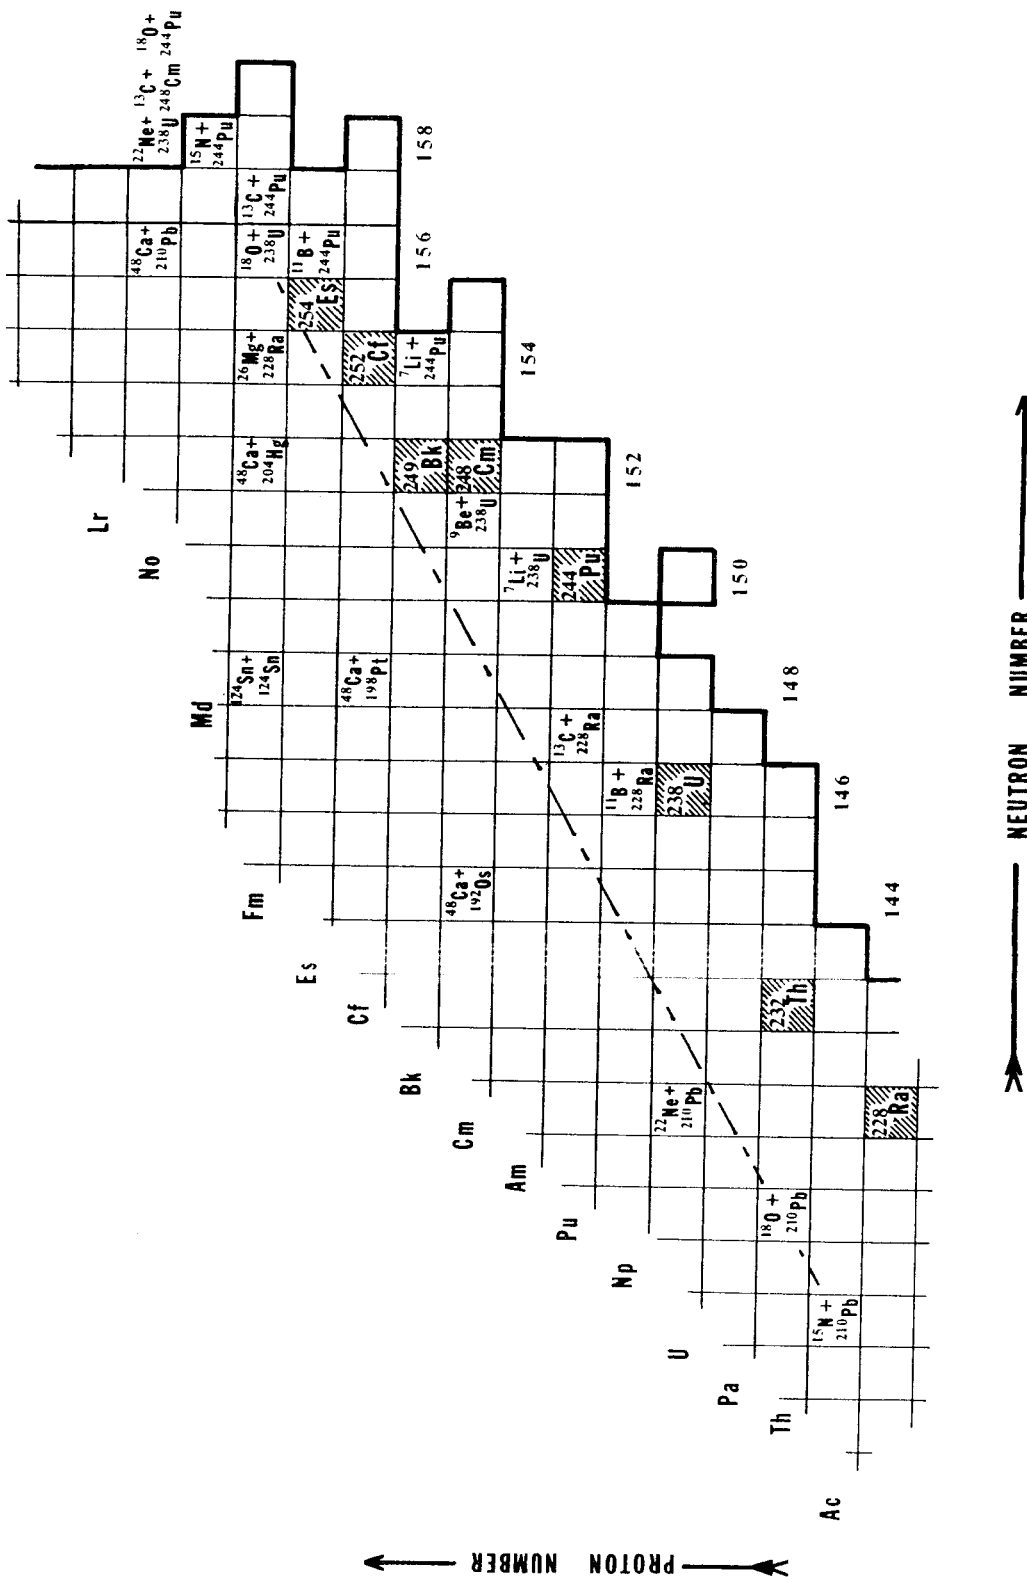 ²²Ne+ ¹³C+ ¹⁸O+
²³⁸U ²⁴⁸Cm ²⁴⁴Pu
¹⁵N+
²⁴⁴Pu
⁴⁸Ca+
²¹⁰Pb
¹⁸O+
²³⁸U
¹³C+
²⁴⁴Pu
²⁶Mg+
²²⁸Ra
⁴⁸Ca+
²⁰⁴Hg
¹²⁴Sn+
¹²⁴Sn
¹¹B+
²⁴⁴Pu
254
Es
252
Cf
⁴⁸Ca+
¹⁹⁸Pt
⁷Li+
²⁴⁴Pu
249
Bk
248
Cm
⁹Be+
²³⁸U
⁴⁸Ca+
¹⁹²Os
⁷Li+
²³⁸U
244
Pu
¹³C+
²²⁸Ra
¹¹B+
²²⁸Ra
238
U
²²Ne+
²¹⁰Pb
232
Th
¹⁸O+
²¹⁰Pb
¹⁵N+
²¹⁰Pb
228
Ra
Lr
No
Md
Fm
Es
Cf
Bk
Cm
Am
Pu
Np
U
Pa
Th
Ac
144
146
148
150
152
154
156
158
PROTON NUMBER
NEUTRON NUMBER